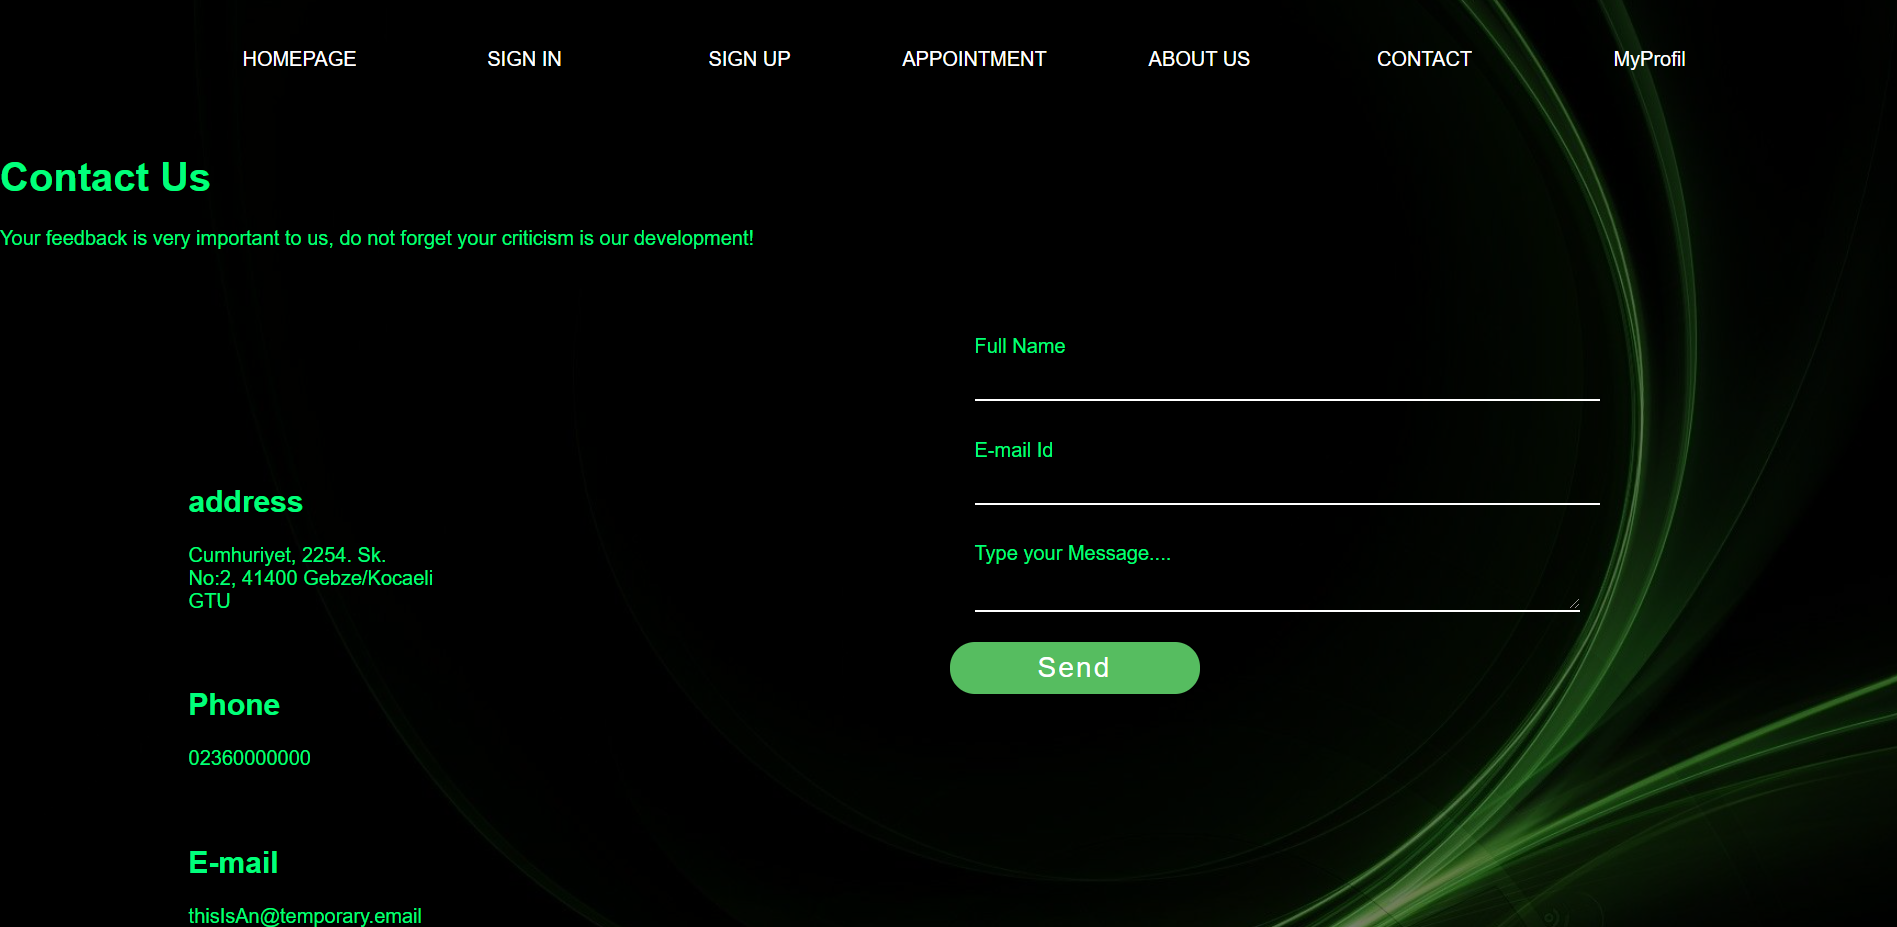 HOMEPAGE SIGN IN SIGN UP APPOINTMENT ABOUT US CONTACT MyProfil
Contact Us
Your feedback is very important to us, do not forget your criticism is our development!
Full Name
E-mail Id
Type your Message....
Send
address
Cumhuriyet, 2254. Sk.
No:2, 41400 Gebze/Kocaeli
GTU
Phone
02360000000
E-mail
thisIsAn@temporary.email